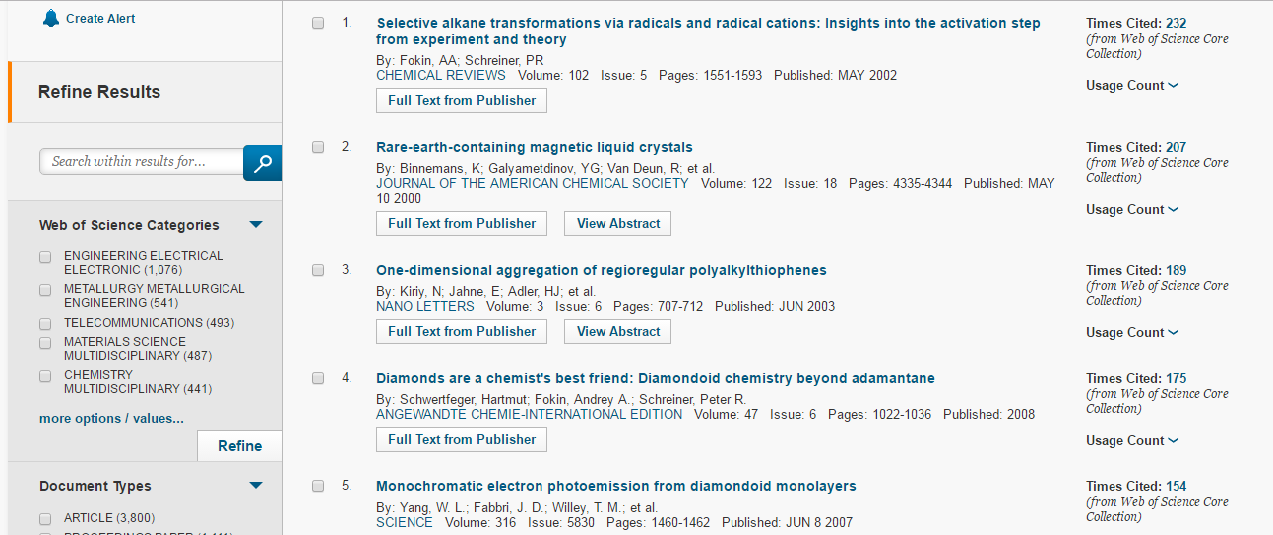 Create Alert
Refine Results
Search within results for...
Web of Science Categories
ENGINEERING ELECTRICAL
ELECTRONIC (1,076)
METALLURGY METALLURGICAL
ENGINEERING (541)
TELECOMMUNICATIONS (493)
MATERIALS SCIENCE
MULTIDISCIPLINARY (487)
CHEMISTRY
MULTIDISCIPLINARY (441)
more options / values...
Refine
Document Types
ARTICLE (3,800)
1. Selective alkane transformations via radicals and radical cations: Insights into the activation step
from experiment and theory
By: Fokin, AA; Schreiner, PR
CHEMICAL REVIEWS Volume: 102 Issue: 5 Pages: 1551-1593 Published: MAY 2002
Full Text from Publisher
Times Cited: 232
(from Web of Science Core
Collection)
Usage Count
2. Rare-earth-containing magnetic liquid crystals
By: Binnemans, K; Galyametdinov, YG; Van Deun, R; et al.
JOURNAL OF THE AMERICAN CHEMICAL SOCIETY Volume: 122 Issue: 18 Pages: 4335-4344 Published: MAY
10 2000
Full Text from Publisher View Abstract
Times Cited: 207
(from Web of Science Core
Collection)
Usage Count
3. One-dimensional aggregation of regioregular polyalkylthiophenes
By: Kiriy, N; Jahne, E; Adler, HJ; et al.
NANO LETTERS Volume: 3 Issue: 6 Pages: 707-712 Published: JUN 2003
Full Text from Publisher View Abstract
Times Cited: 189
(from Web of Science Core
Collection)
Usage Count
4. Diamonds are a chemist's best friend: Diamondoid chemistry beyond adamantane
By: Schwertfeger, Hartmut; Fokin, Andrey A.; Schreiner, Peter R.
ANGEWANDTE CHEMIE-INTERNATIONAL EDITION Volume: 47 Issue: 6 Pages: 1022-1036 Published: 2008
Full Text from Publisher
Times Cited: 175
(from Web of Science Core
Collection)
Usage Count
5. Monochromatic electron photoemission from diamondoid monolayers
By: Yang, W. L.; Fabbri, J. D.; Willey, T. M.; et al.
SCIENCE Volume: 316 Issue: 5830 Pages: 1460-1462 Published: JUN 8 2007
Times Cited: 154
(from Web of Science Core
Collection)